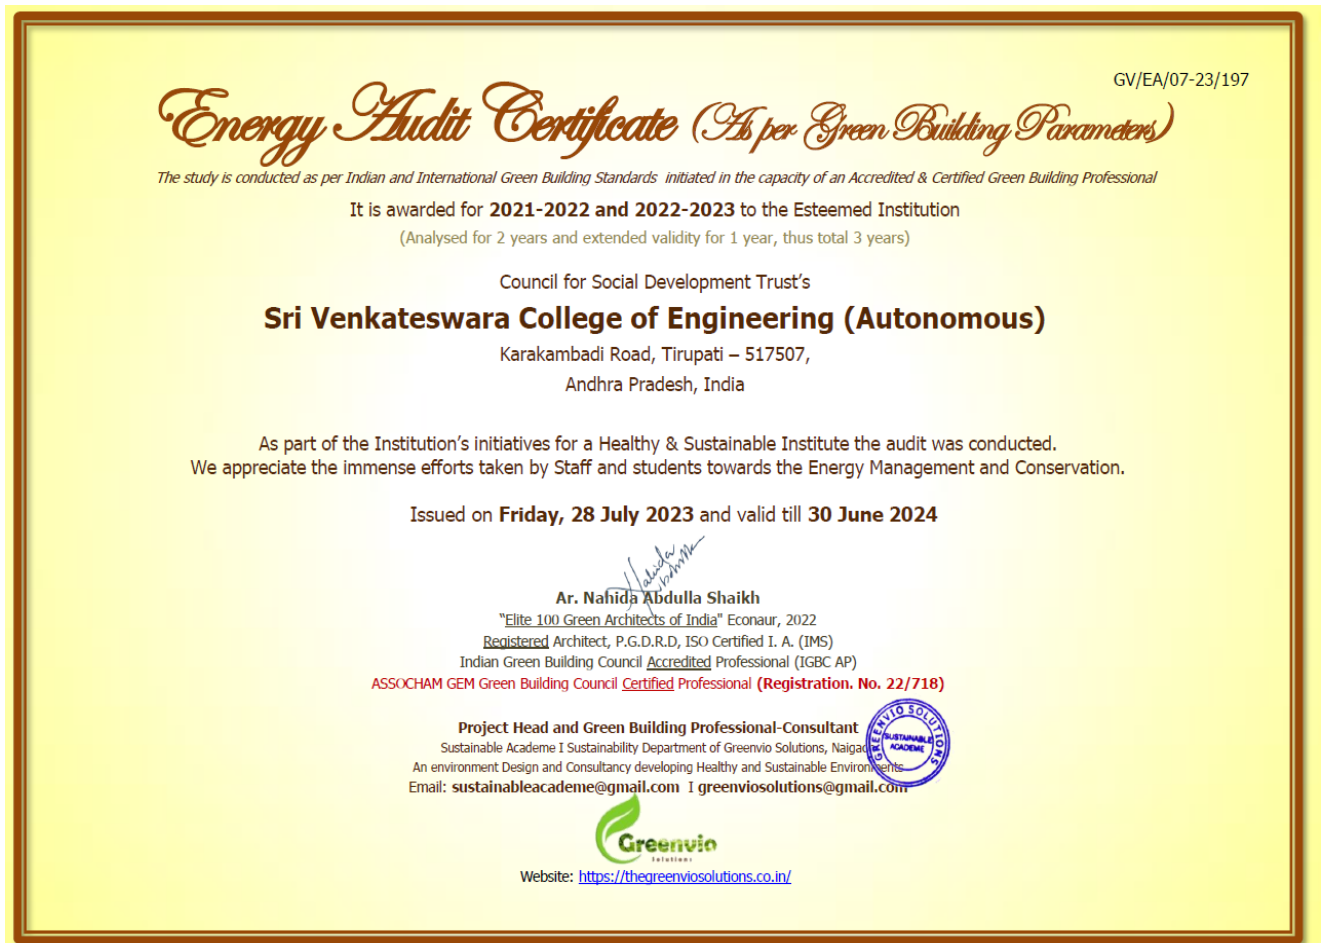 GV/EA/07-23/197
Energy Audit Certificate (As per Green Building Parameters)
The study is conducted as per Indian and International Green Building Standards initiated in the capacity of an Accredited & Certified Green Building Professional
It is awarded for 2021-2022 and 2022-2023 to the Esteemed Institution
(Analysed for 2 years and extended validity for 1 year, thus total 3 years)
Council for Social Development Trust's
Sri Venkateswara College of Engineering (Autonomous)
Karakambadi Road, Tirupati – 517507,
Andhra Pradesh, India
As part of the Institution's initiatives for a Healthy & Sustainable Institute the audit was conducted.
We appreciate the immense efforts taken by Staff and students towards the Energy Management and Conservation.
Issued on Friday, 28 July 2023 and valid till 30 June 2024
Nahida
Ar. Nahida Abdulla Shaikh
"Elite 100 Green Architects of India" Econaur, 2022
Registered Architect, P.G.D.R.D, ISO Certified I. A. (IMS)
Indian Green Building Council Accredited Professional (IGBC AP)
ASSOCHAM GEM Green Building Council Certified Professional (Registration. No. 22/718)
Project Head and Green Building Professional-Consultant
Sustainable Academe I Sustainability Department of Greenvio Solutions,
An environment Design and Consultancy developing Healthy and Sustainable Environments
Email: sustainableacademe@gmail.com I greenviosolutions@gmail.com
GREENVIO SOLUTIONS
SUSTAINABLE
ACADEME
Greenvio
Solutions
Website: https://thegreenviosolutions.co.in/